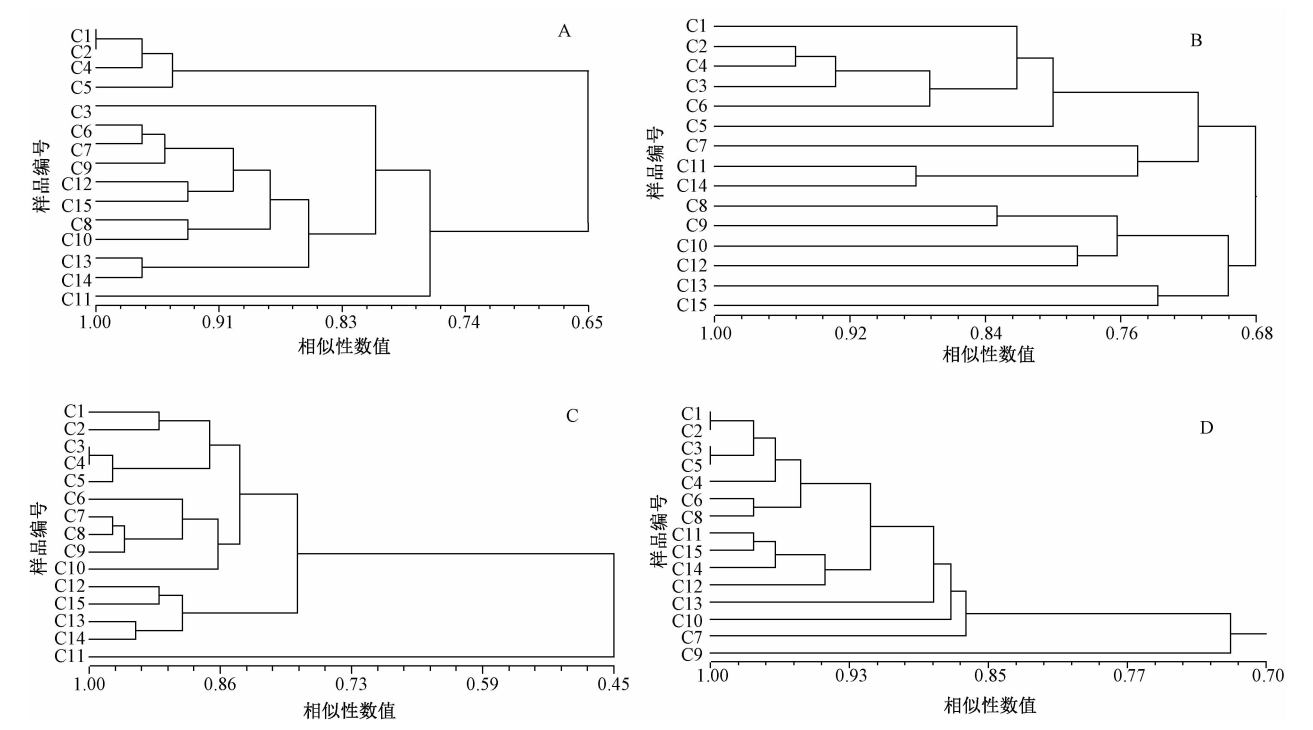 A
C1
C2
C4
C5
C3
C6
C7
C9
C12
C15
C8
C10
C13
C14
C11
样品编号
1.00 0.91 0.83 0.74 0.65
相似性数值
B
C1
C2
C4
C3
C6
C5
C7
C11
C14
C8
C9
C10
C12
C13
C15
样品编号
1.00 0.92 0.84 0.76 0.68
相似性数值
C
C1
C2
C3
C4
C5
C6
C7
C8
C9
C10
C12
C15
C13
C14
C11
样品编号
1.00 0.86 0.73 0.59 0.45
相似性数值
D
C1
C2
C3
C5
C4
C6
C8
C11
C15
C14
C12
C13
C10
C7
C9
样品编号
1.00 0.93 0.85 0.77 0.70
相似性数值